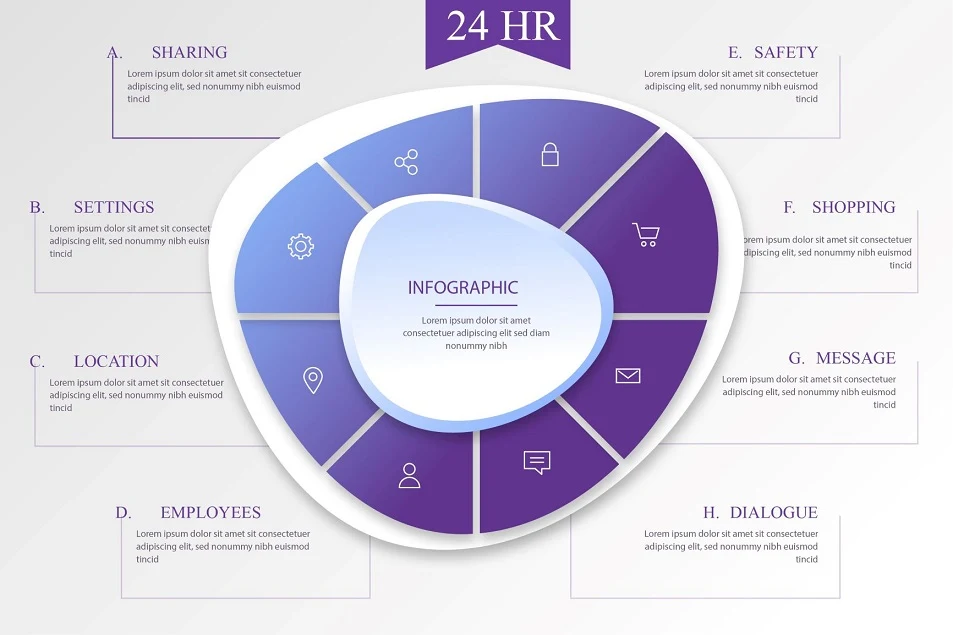 24 HR
A. SHARING
Lorem ipsum dolor sit amet sit consectetuer
adipiscing elit, sed nonummy nibh euismod
tincid
B. SETTINGS
Lorem ipsum dolor sit amet sit consectet
adipiscing elit, sed nonummy nibh euism
tincid
C. LOCATION
Lorem ipsum dolor sit amet sit consectetuer
adipiscing elit, sed nonummy nibh euismod
tincid
D. EMPLOYEES
Lorem ipsum dolor sit amet sit consectetuer
adipiscing elit, sed nonummy nibh euismod
tincid
INFOGRAPHIC
Lorem ipsum dolor sit amet
consectetuer adipiscing elit sed diam
nonummy nibh
E. SAFETY
Lorem ipsum dolor sit amet sit consectetuer
adipiscing elit, sed nonummy nibh euismod
tincid
F. SHOPPING
orem ipsum dolor sit amet sit consectetuer
dipiscing elit, sed nonummy nibh euismod
tincid
G. MESSAGE
Lorem ipsum dolor sit amet sit consectetuer
adipiscing elit, sed nonummy nibh euismod
tincid
H. DIALOGUE
Lorem ipsum dolor sit amet sit consectetuer
adipiscing elit, sed nonummy nibh euismod
tincid